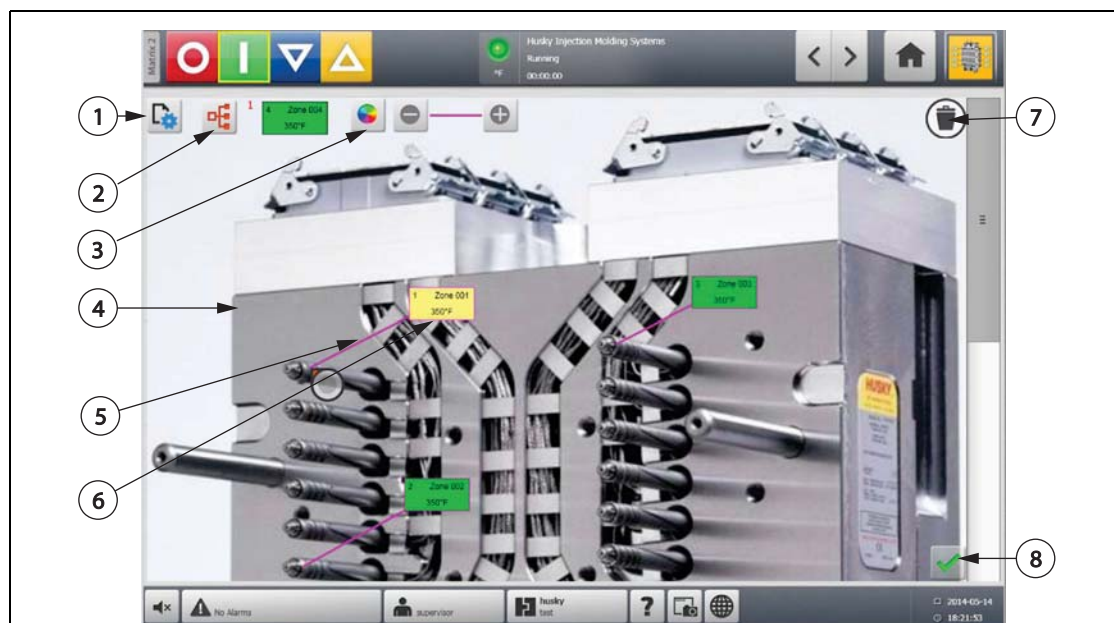 Matrix 2
Husky Injection Molding Systems
Running
°F
00:00:00
1
4 Zone 004
350°F
1
2
3
4
5
6
7
8
1 Zone 001
350°F
3 Zone 003
350°F
2 Zone 002
350°F
HUSKY
No Alarms
supervisor
husky
test
?
2014-05-14
18:21:53